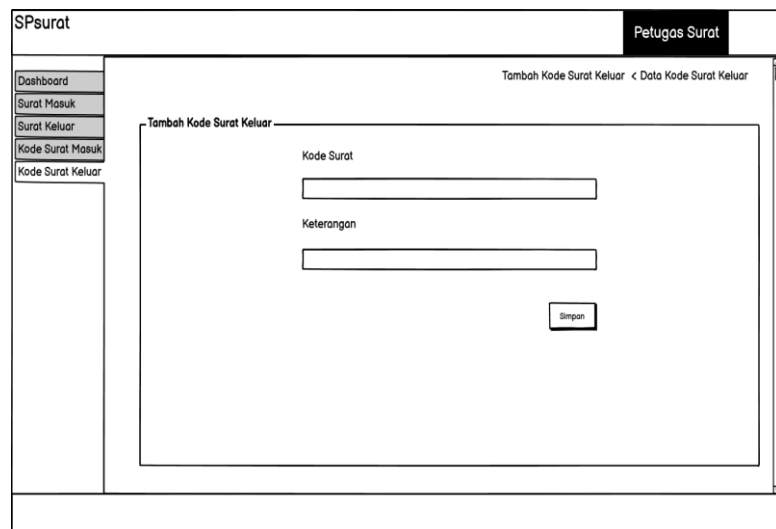 SPsurat
Petugas Surat
Tambah Kode Surat Keluar < Data Kode Surat Keluar
Dashboard
Surat Masuk
Surat Keluar
Kode Surat Masuk
Kode Surat Keluar
Tambah Kode Surat Keluar
Kode Surat
Keterangan
Simpan